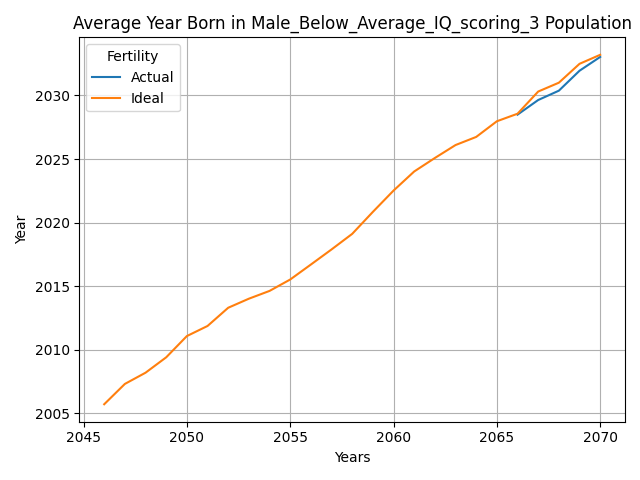 Average Year Born in Male_Below_Average_IQ_scoring_3 Population
Fertility
Actual
Ideal
2030
2025
2020
2015
2010
2005
Year
2045 2050 2055 2060 2065 2070
Years